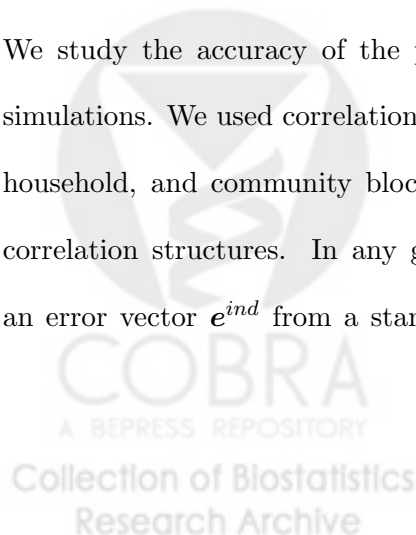 We study the accuracy of the
simulations. We used correlation
household, and community bloc
correlation structures. In any
an error vector e^ind from a star
COBRA
A BEPRESS REPOSITORY
Collection of Biostatistics
Research Archive